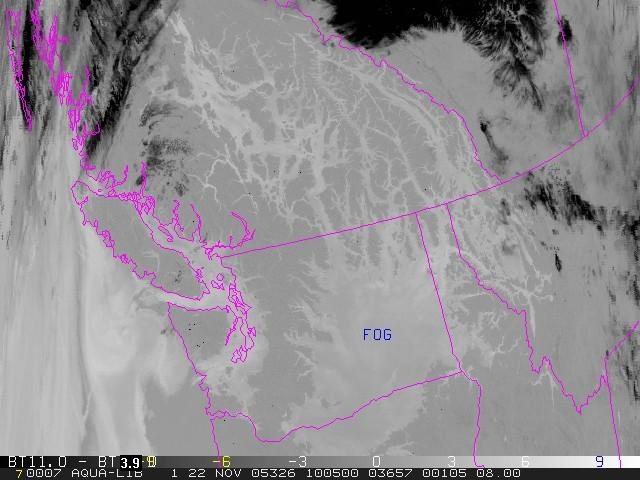 FOG
BT11.0 - BT3.9 -9 -6 -3 0 3 6 9
7 0007 AQUA-LIB 1 22 NOV 05326 100500 03657 00105 08.00